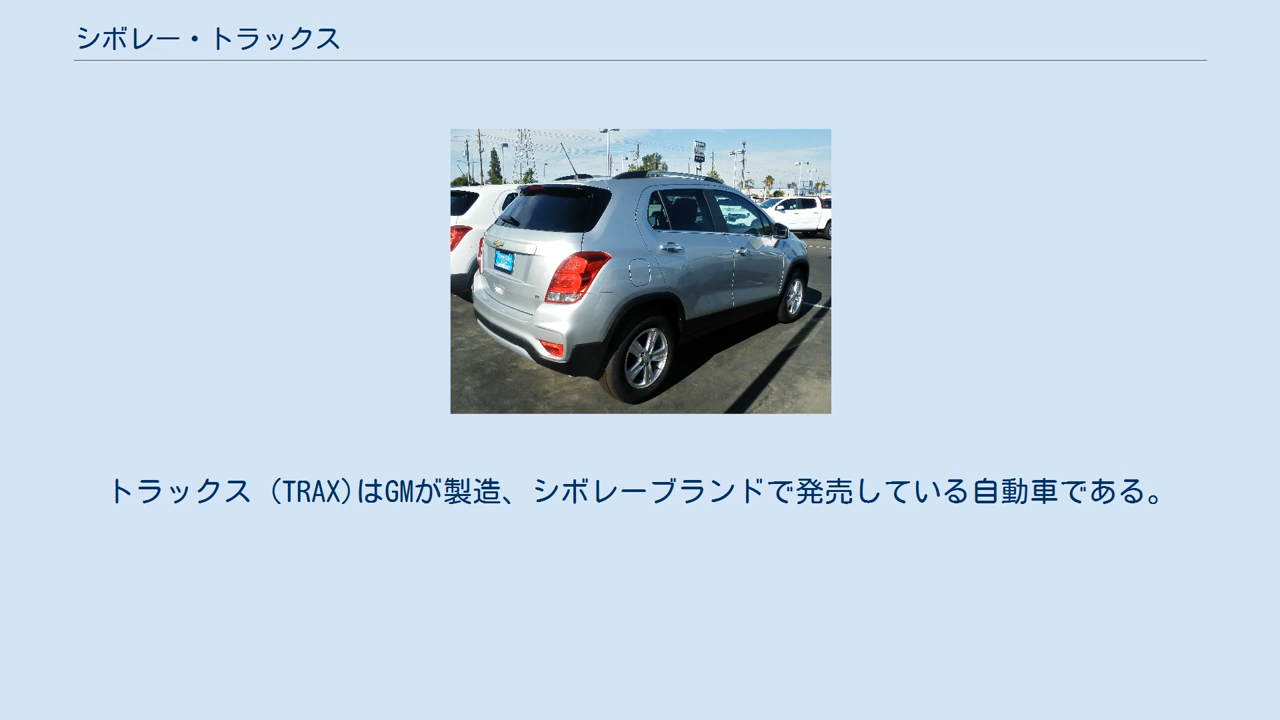 シボレー・トラックス
トラックス (TRAX)はGMが製造、シボレーブランドで発売している自動車である。